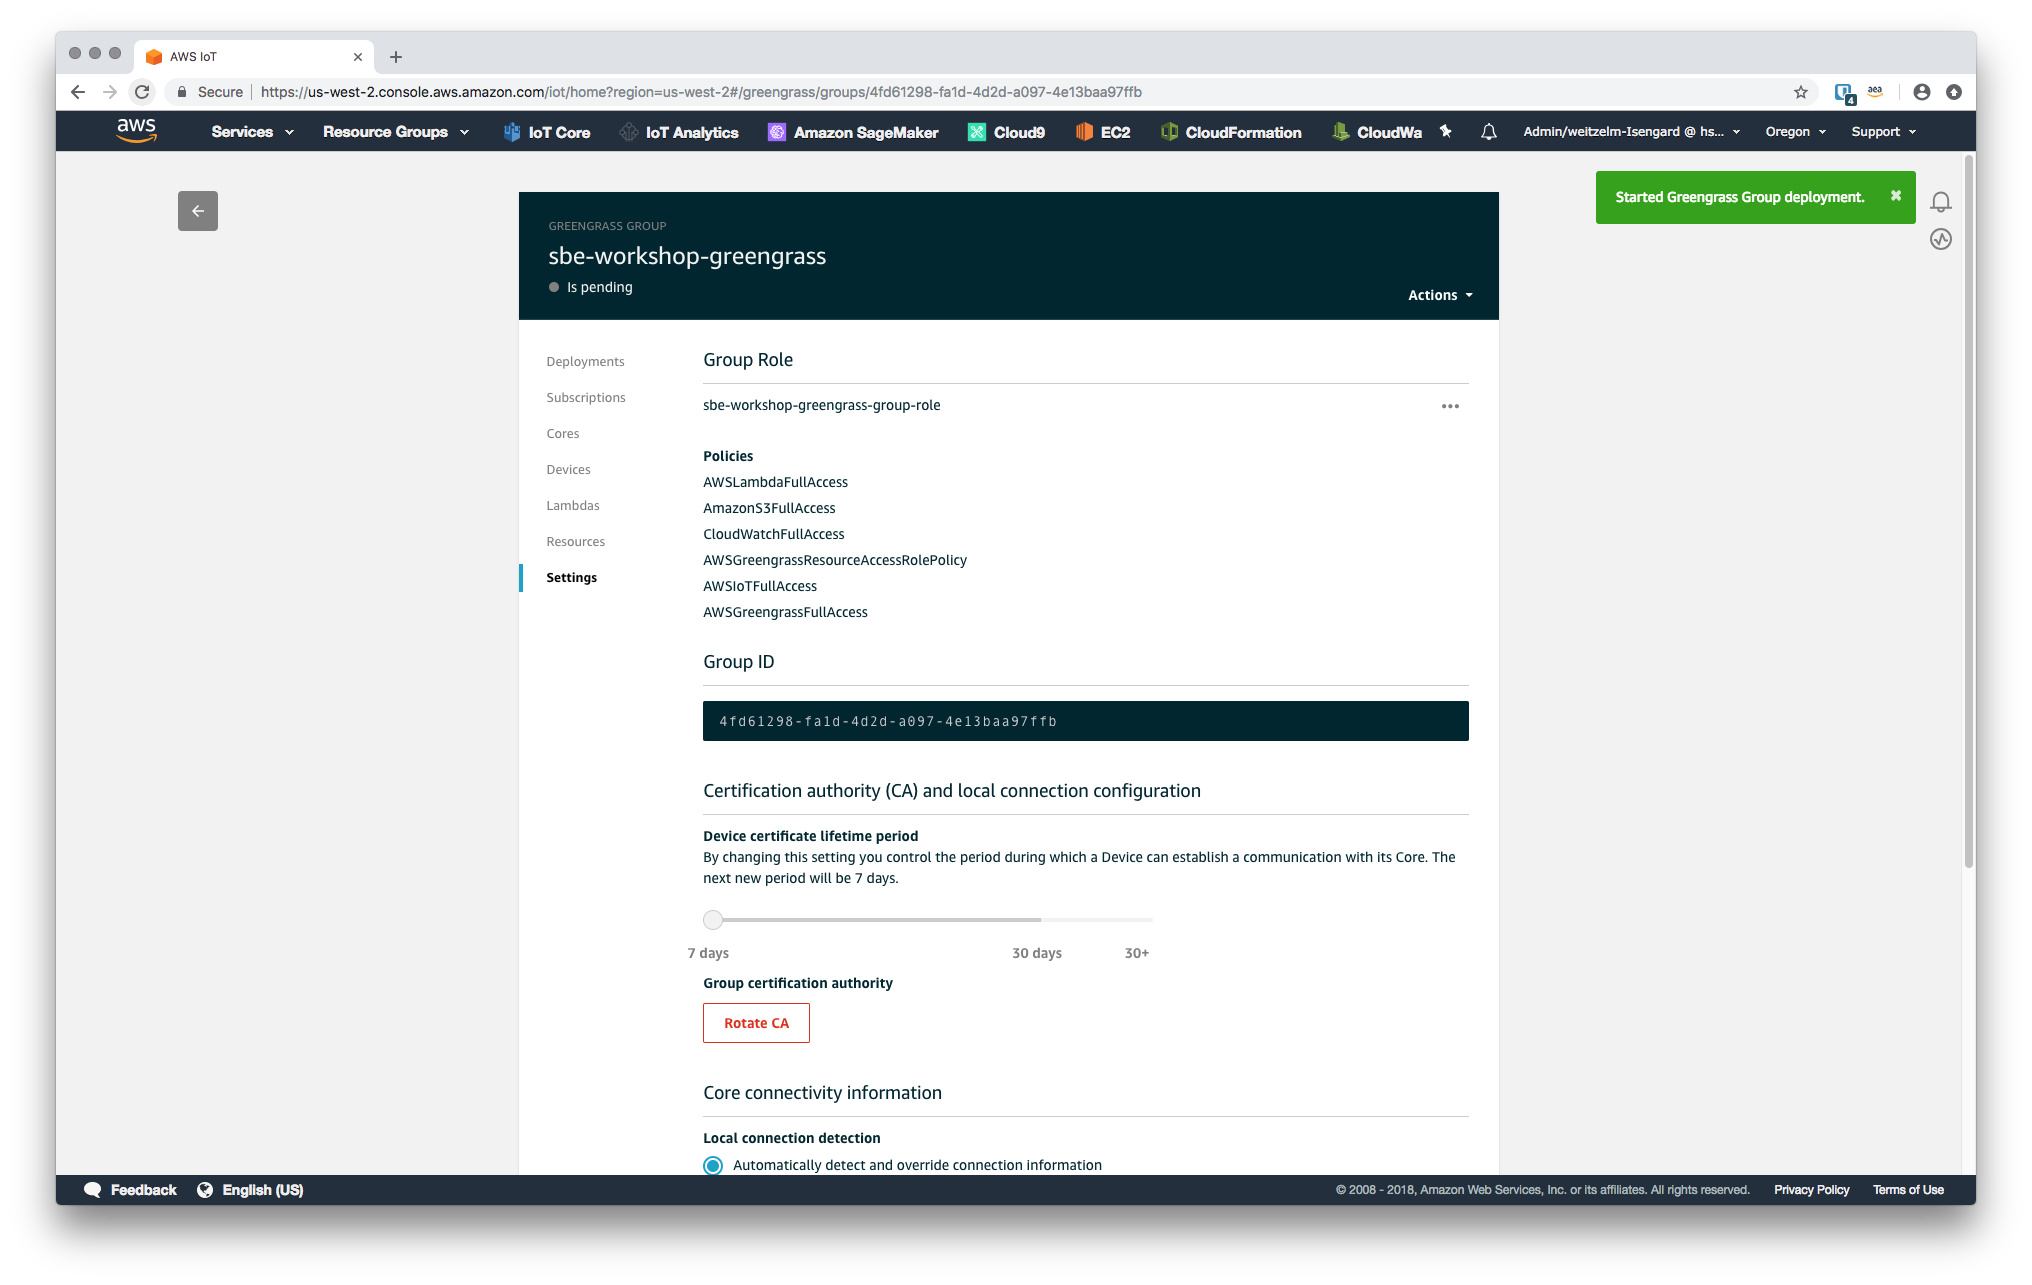 AWS IoT
Secure https://us-west-2.console.aws.amazon.com/iot/home?region=us-west-2#/greengrass/groups/4fd61298-fa1d-4d2d-a097-4e13baa97ffb
4
aea
aws Services Resource Groups IoT Core IoT Analytics Amazon SageMaker Cloud9 EC2 CloudFormation CloudWa Admin/weitzelm-Isengard @ hs... Oregon Support
Started Greengrass Group deployment.
GREENGRASS GROUP
sbe-workshop-greengrass
Is pending
Actions
Deployments
Subscriptions
Cores
Devices
Lambdas
Resources
Settings
Group Role
sbe-workshop-greengrass-group-role
Policies
AWSLambdaFullAccess
AmazonS3FullAccess
CloudWatchFullAccess
AWSGreengrassResourceAccessRolePolicy
AWSIoTFullAccess
AWSGreengrassFullAccess
Group ID
4fd61298-fa1d-4d2d-a097-4e13baa97ffb
Certification authority (CA) and local connection configuration
Device certificate lifetime period
By changing this setting you control the period during which a Device can establish a communication with its Core. The
next new period will be 7 days.
7 days 30 days 30+
Group certification authority
Rotate CA
Core connectivity information
Local connection detection
Automatically detect and override connection information
Feedback English (US) © 2008 - 2018, Amazon Web Services, Inc. or its affiliates. All rights reserved. Privacy Policy Terms of Use